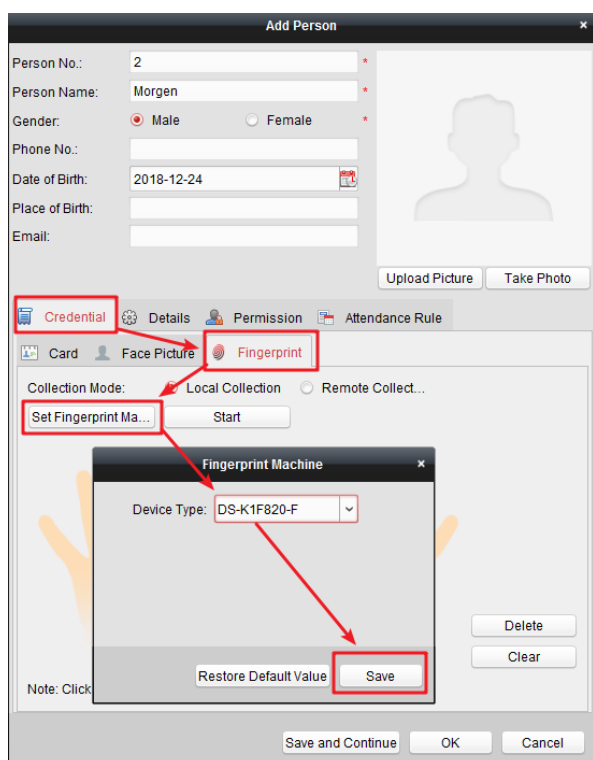 Add Person ×
Person No.: 2 *
Person Name: Morgen *
Gender: Male Female *
Phone No.:
Date of Birth: 2018-12-24
Place of Birth:
Email:
Upload Picture Take Photo
Credential Details Permission Attendance Rule
Card Face Picture Fingerprint
Collection Mode: Local Collection Remote Collect...
Set Fingerprint Ma... Start
Fingerprint Machine ×
Device Type: DS-K1F820-F
Delete
Clear
Restore Default Value Save
Note: Click
Save and Continue OK Cancel